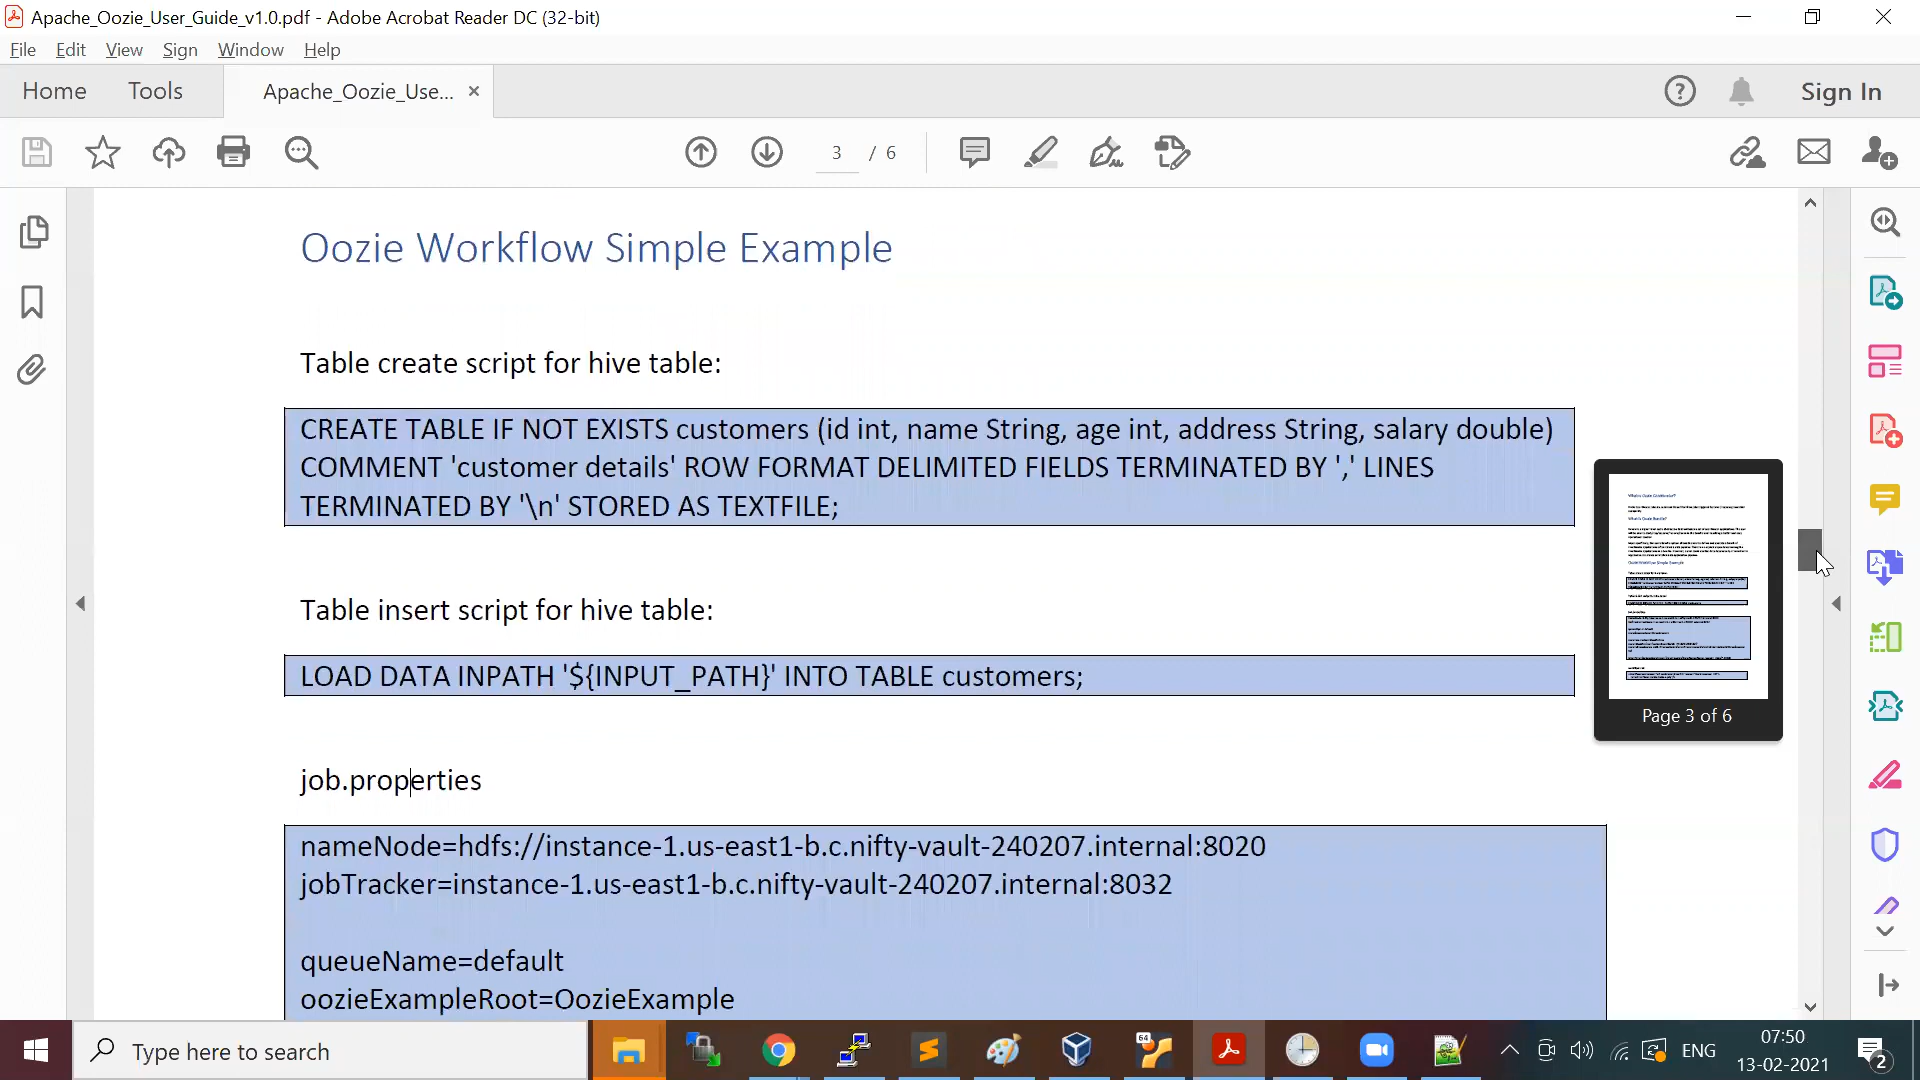 Apache_Oozie_User_Guide_v1.0.pdf - Adobe Acrobat Reader DC (32-bit)
File Edit View Sign Window Help
Home Tools Apache_Oozie_Use... × Sign In
3 / 6
Oozie Workflow Simple Example
Table create script for hive table:
CREATE TABLE IF NOT EXISTS customers (id int, name String, age int, address String, salary double)
COMMENT 'customer details' ROW FORMAT DELIMITED FIELDS TERMINATED BY ',' LINES
TERMINATED BY '\n' STORED AS TEXTFILE;
Table insert script for hive table:
LOAD DATA INPATH '${INPUT_PATH}' INTO TABLE customers;
Page 3 of 6
job.properties
nameNode=hdfs://instance-1.us-east1-b.c.nifty-vault-240207.internal:8020
jobTracker=instance-1.us-east1-b.c.nifty-vault-240207.internal:8032
queueName=default
oozieExampleRoot=OozieExample
Type here to search
64
ENG
07:50
13-02-2021
2